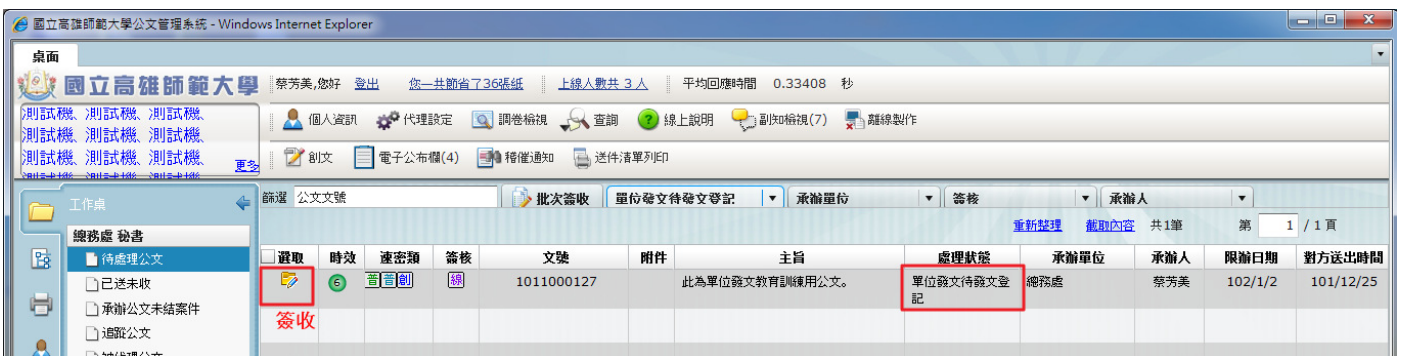 國立高雄師範大學公文管理系統 - Windows Internet Explorer
桌面
國立高雄師範大學 蔡芳美,您好 登出 您一共節省了36張紙 上線人數共 3 人 平均回應時間 0.33408 秒
測試機、測試機、測試機、
測試機、測試機、測試機、
測試機、測試機、測試機、 更多
個人資訊 代理設定 調卷檢視 查詢 線上說明 副知檢視(7) 離線製作
創文 電子公布欄(4) 稽催通知 送件清單列印
工作桌
篩選 公文文號 批次簽收 單位發文待發文登記 承辦單位 簽核 承辦人
重新整理 截取內容 共1筆 第 1 / 1 頁
總務處 秘書
待處理公文
已送未收
承辦公文未結案件
追蹤公文
選取 時效 速密類 簽核 文號 附件 主旨 處理狀態 承辦單位 承辦人 限辦日期 對方送出時間
6 普 普 創 線 1011000127 此為單位發文教育訓練用公文。 單位發文待發文登記 總務處 蔡芳美 102/1/2 101/12/25
簽收